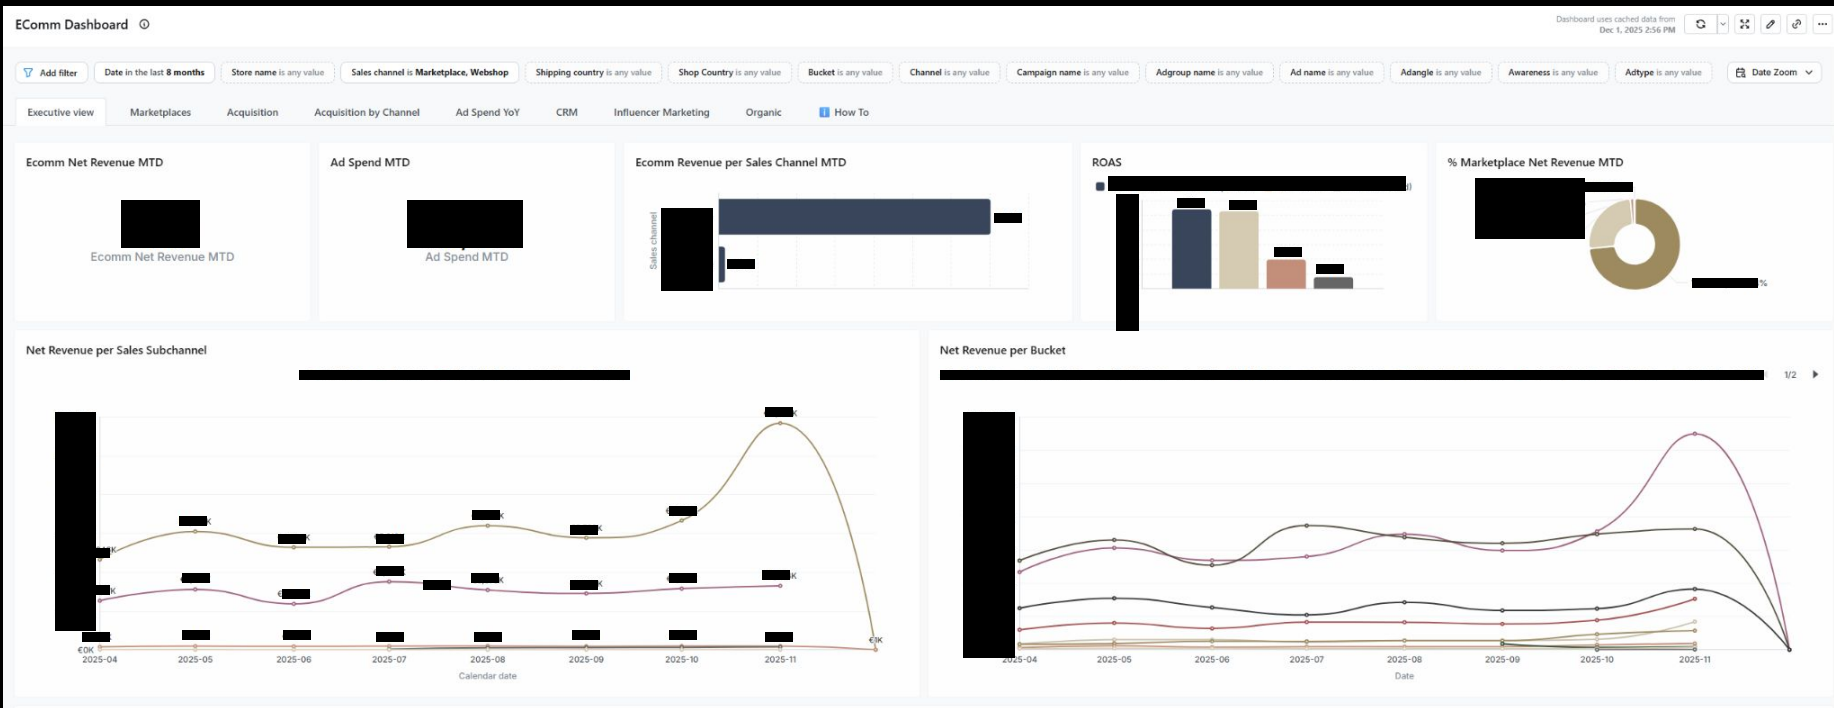 EComm Dashboard
Dashboard uses cached data from
Dec 1, 2025 2:56 PM
Add filter
Date in the last 8 months
Store name is any value
Sales channel is Marketplace, Webshop
Shipping country is any value
Shop Country is any value
Bucket is any value
Channel is any value
Campaign name is any value
Adgroup name is any value
Ad name is any value
Adangle is any value
Awareness is any value
Adtype is any value
Date Zoom
Executive view
Marketplaces
Acquisition
Acquisition by Channel
Ad Spend YoY
CRM
Influencer Marketing
Organic
How To
Ecomm Net Revenue MTD
Ecomm Net Revenue MTD
Ad Spend MTD
Ad Spend MTD
Ecomm Revenue per Sales Channel MTD
Sales channel
ROAS
% Marketplace Net Revenue MTD
%
Net Revenue per Sales Subchannel
€0K
€1K
2025-04
2025-05
2025-06
2025-07
2025-08
2025-09
2025-10
2025-11
Calendar date
Net Revenue per Bucket
1/2
2025-04
2025-05
2025-06
2025-07
2025-08
2025-09
2025-10
2025-11
Date